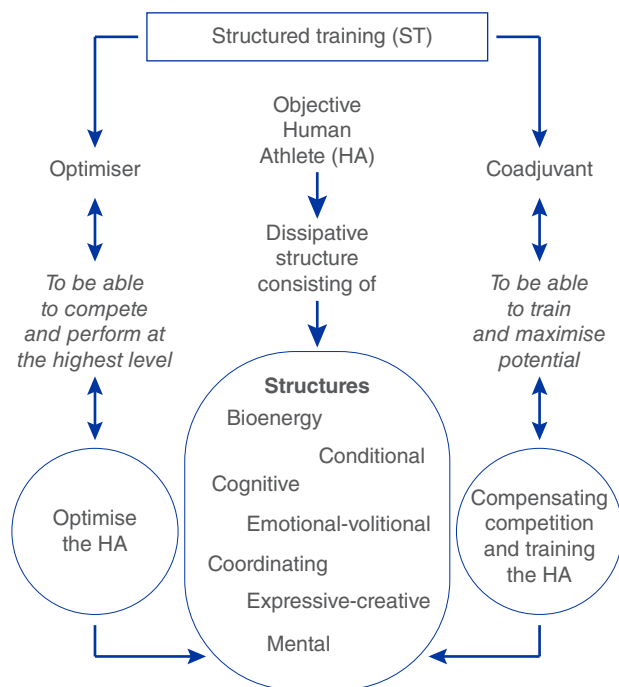 Structured training (ST)
Optimiser
To be able
to compete
and perform at
the highest level
Optimise
the HA
Objective
Human
Athlete (HA)
Dissipative
structure
consisting of
Structures
Bioenergy
Conditional
Cognitive
Emotional-volitional
Coordinating
Expressive-creative
Mental
Coadjuvant
To be able
to train
and maximise
potential
Compensating
competition
and training
the HA